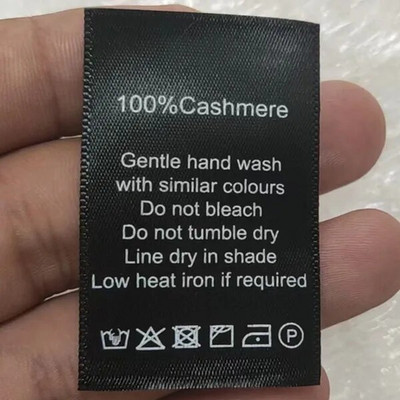 100%Cashmere
Gentle hand wash
with similar colours
Do not bleach
Do not tumble dry
Line dry in shade
Low heat iron if required
P